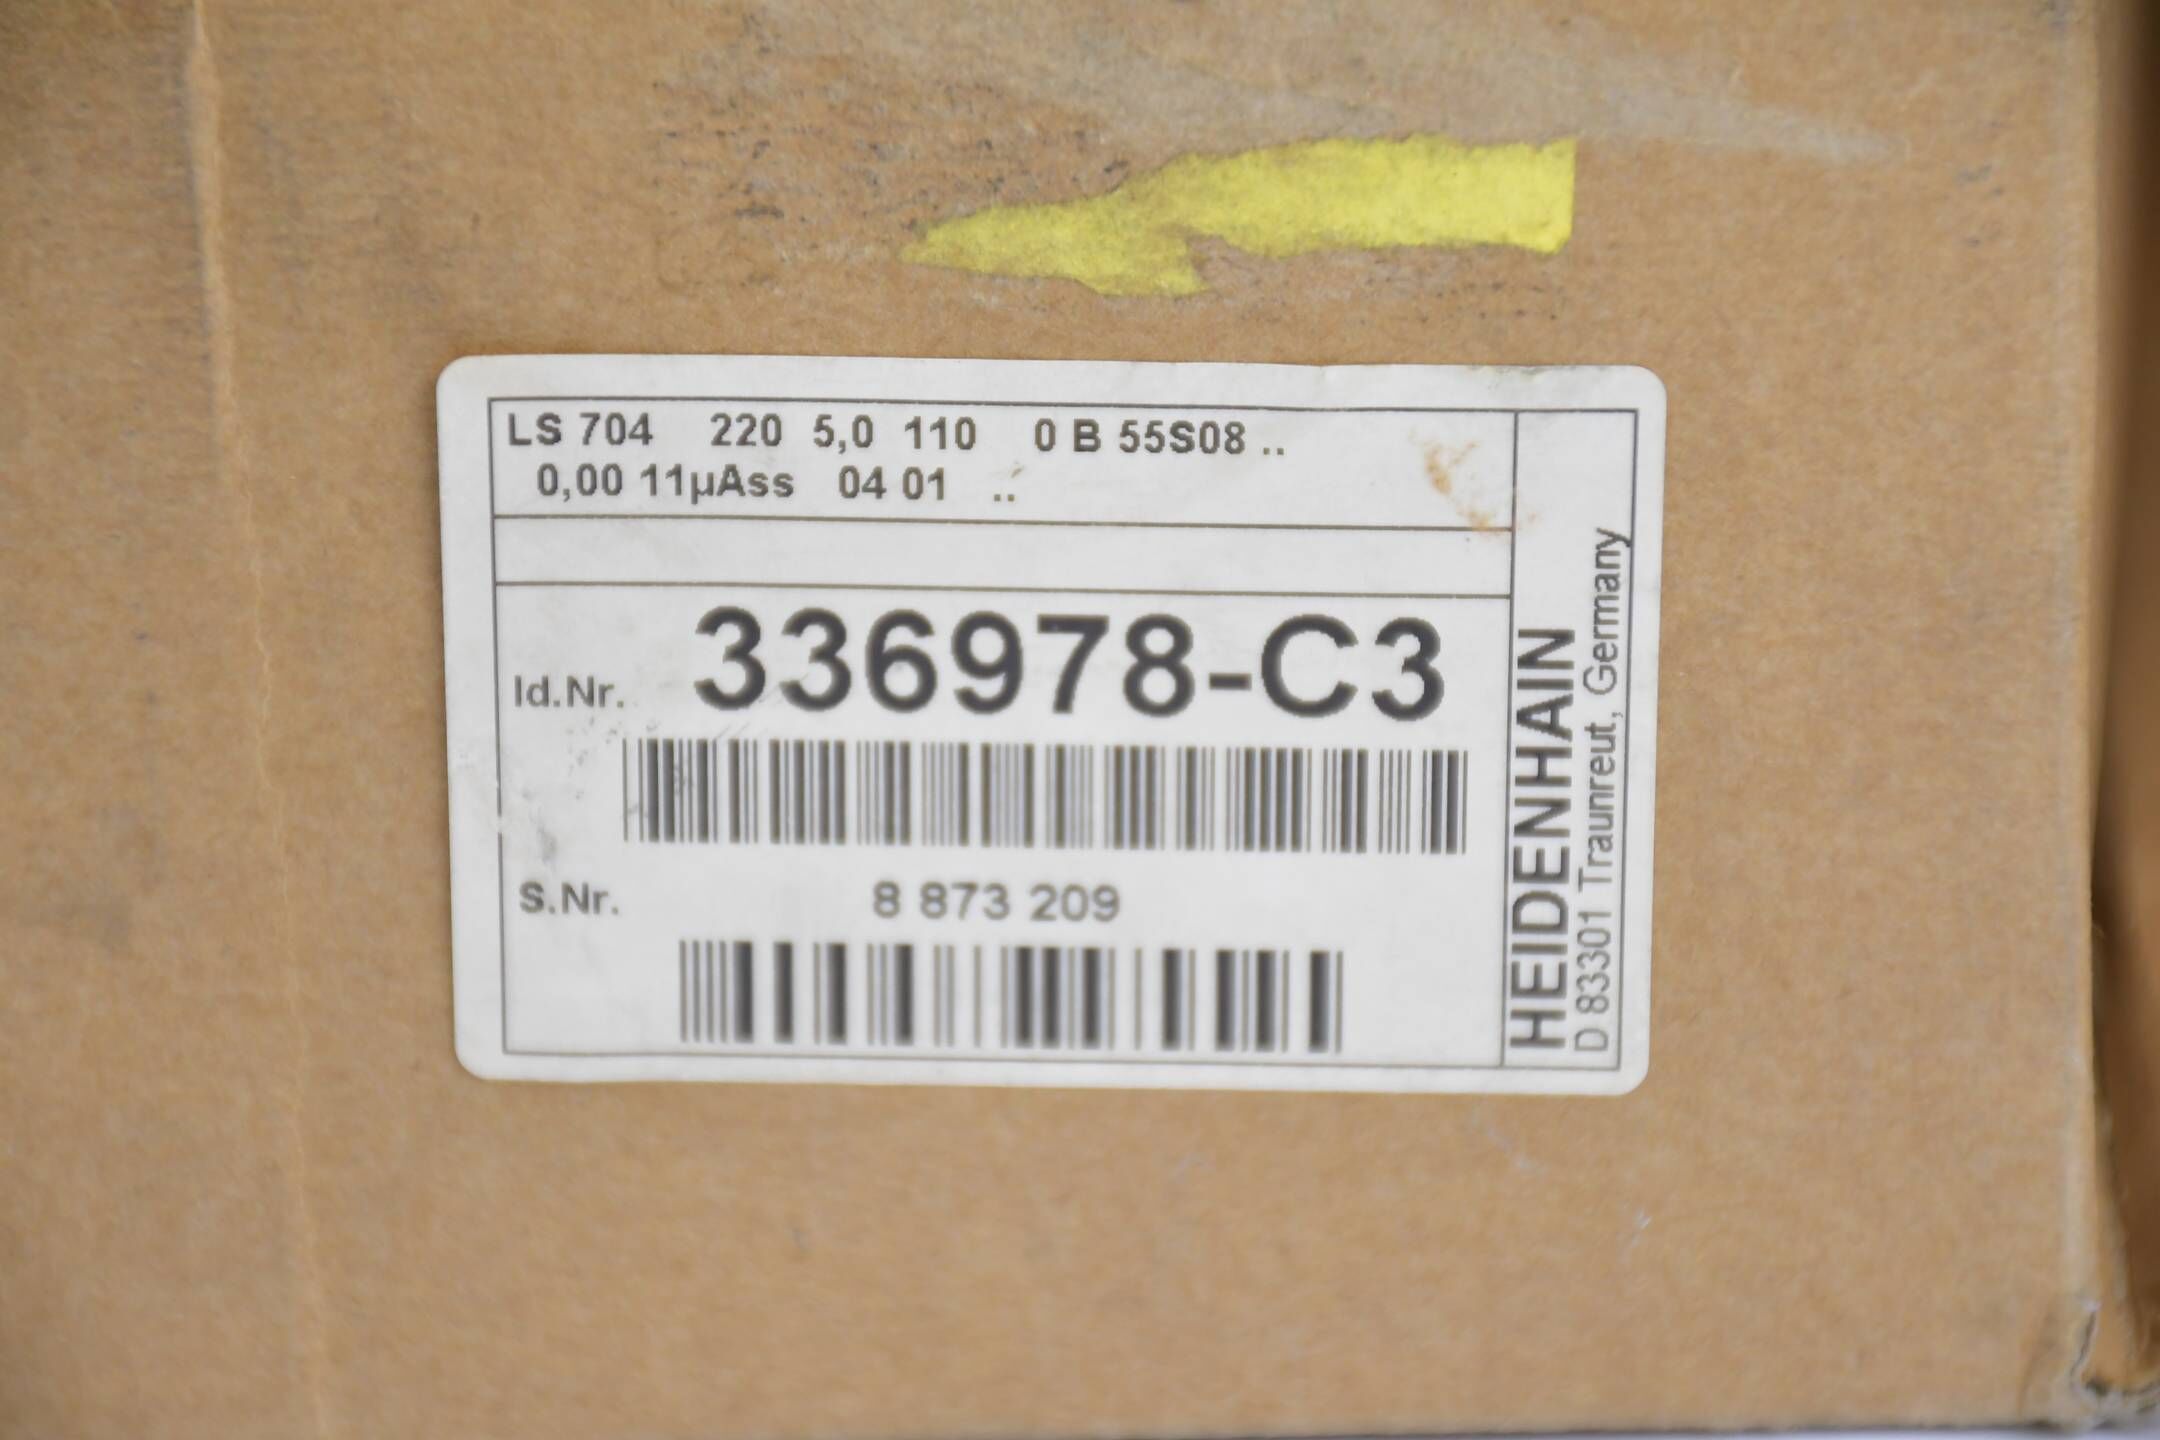 LS 704 220 5,0 110 0 B 55S08 ..
0,00 11µAss 04 01 ..
Id.Nr. 336978-C3
S.Nr. 8 873 209
HEIDENHAIN
D 83301 Traunreut, Germany